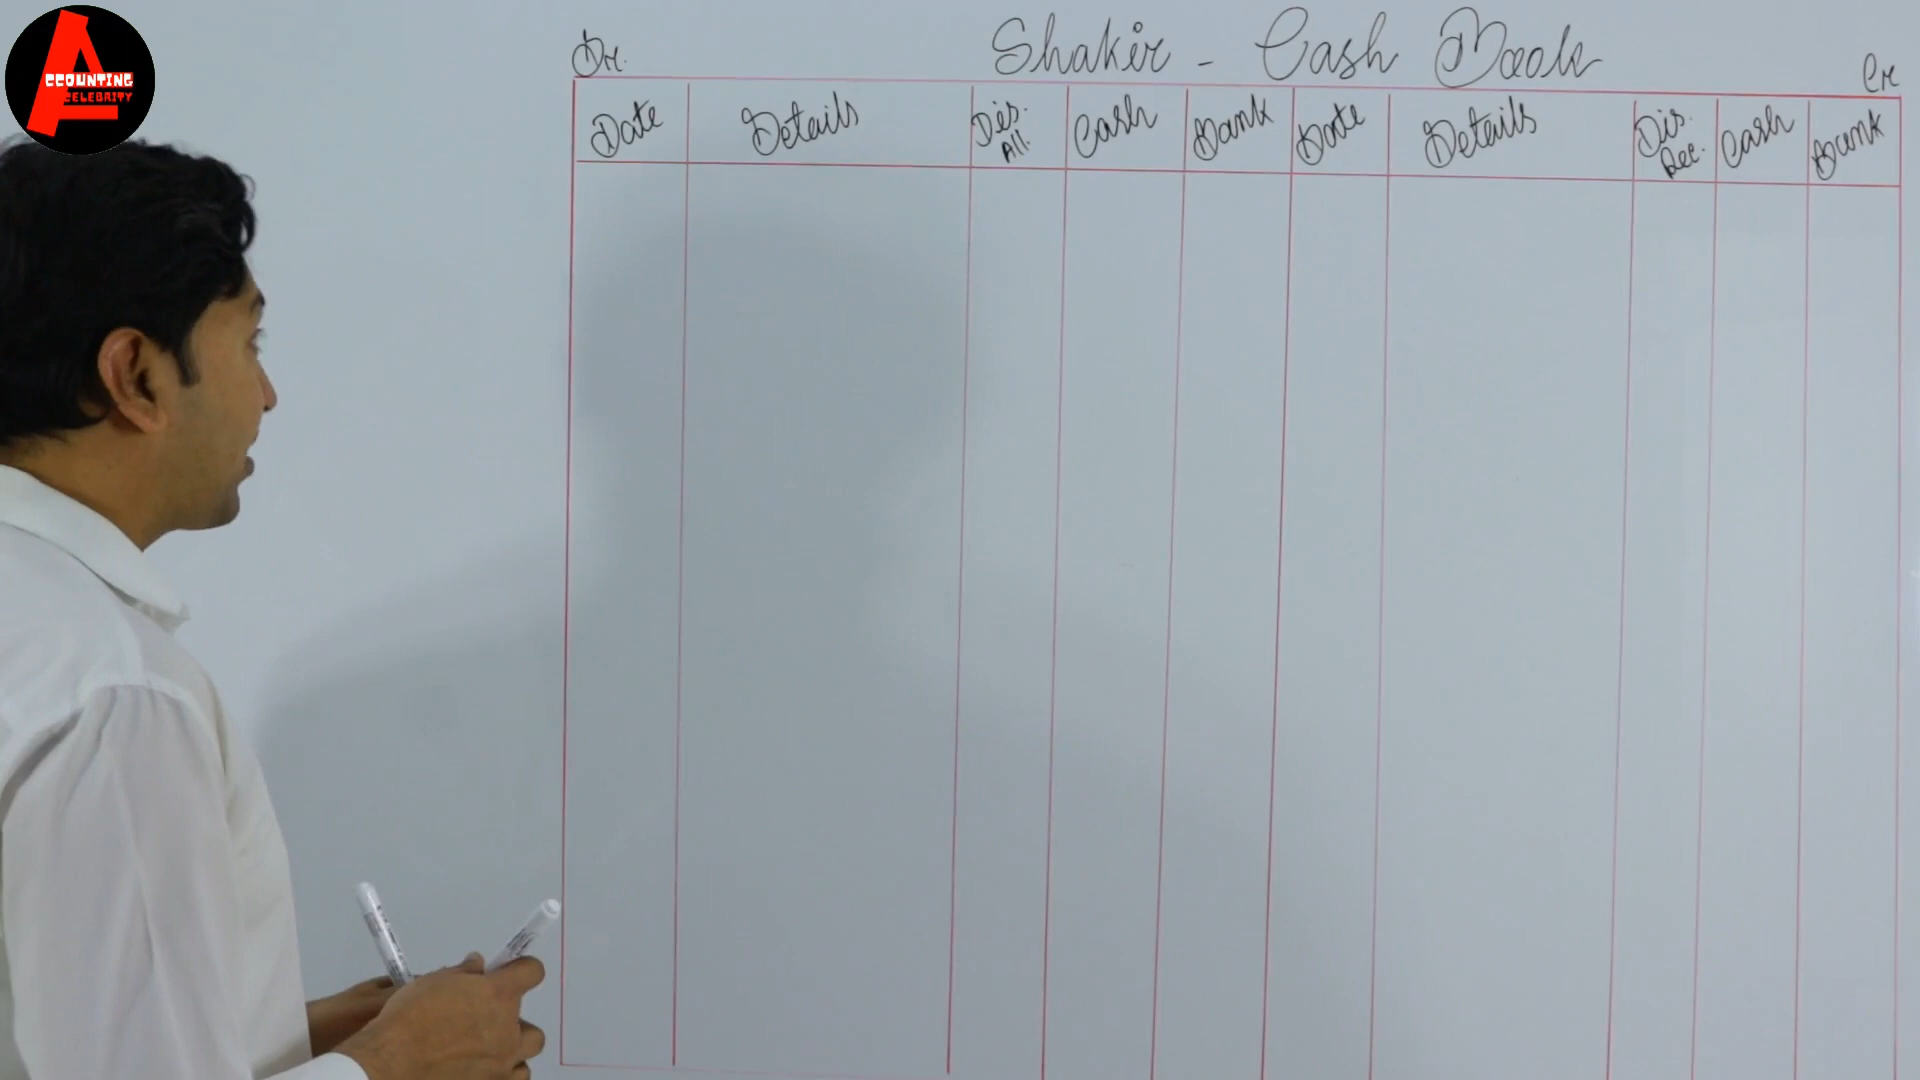 ACCOUNTING
CELEBRITY
Shakir - Cash Book
Dr.
Cr
Date Details Dis. All. Cash Bank Date Details Dis. Rec. Cash Bank